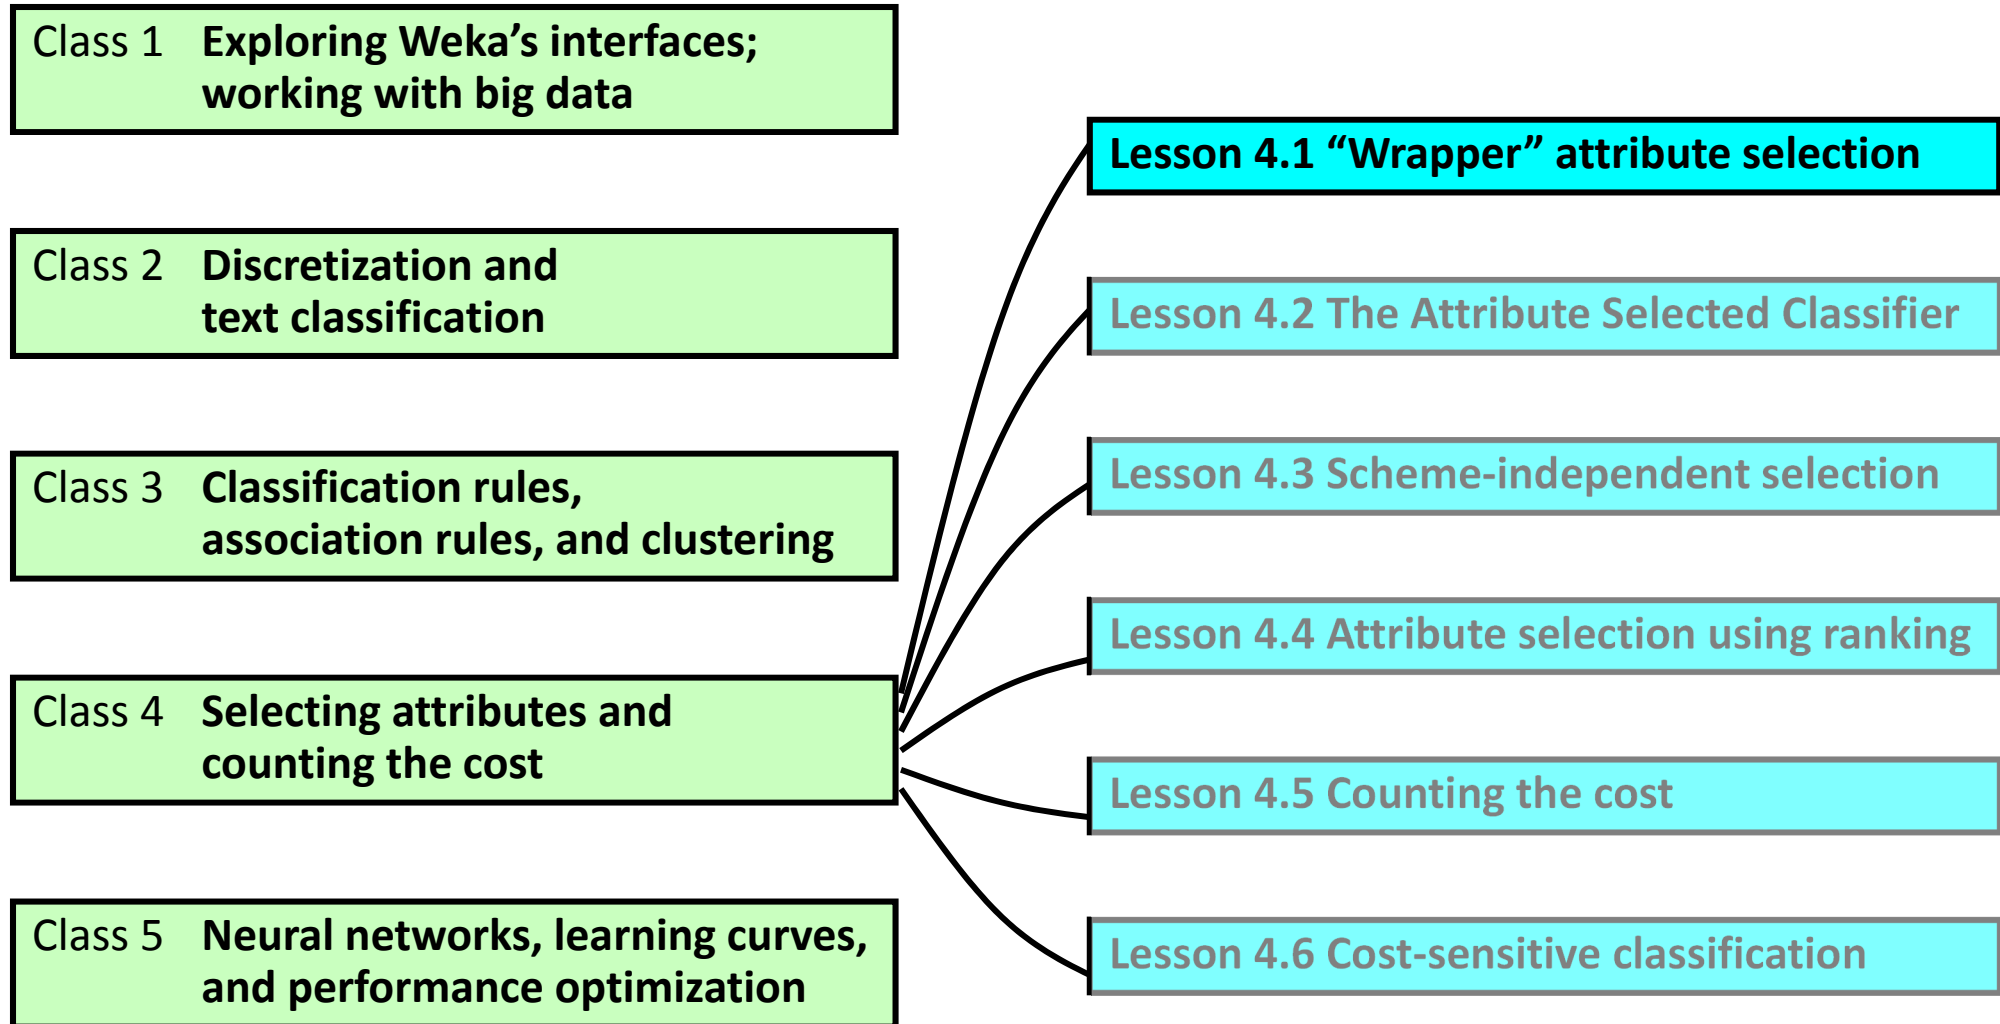 Class 1 Exploring Weka’s interfaces;
working with big data
Class 2 Discretization and
text classification
Class 3 Classification rules,
association rules, and clustering
Class 4 Selecting attributes and
counting the cost
Class 5 Neural networks, learning curves,
and performance optimization
Lesson 4.1 “Wrapper” attribute selection
Lesson 4.2 The Attribute Selected Classifier
Lesson 4.3 Scheme-independent selection
Lesson 4.4 Attribute selection using ranking
Lesson 4.5 Counting the cost
Lesson 4.6 Cost-sensitive classification